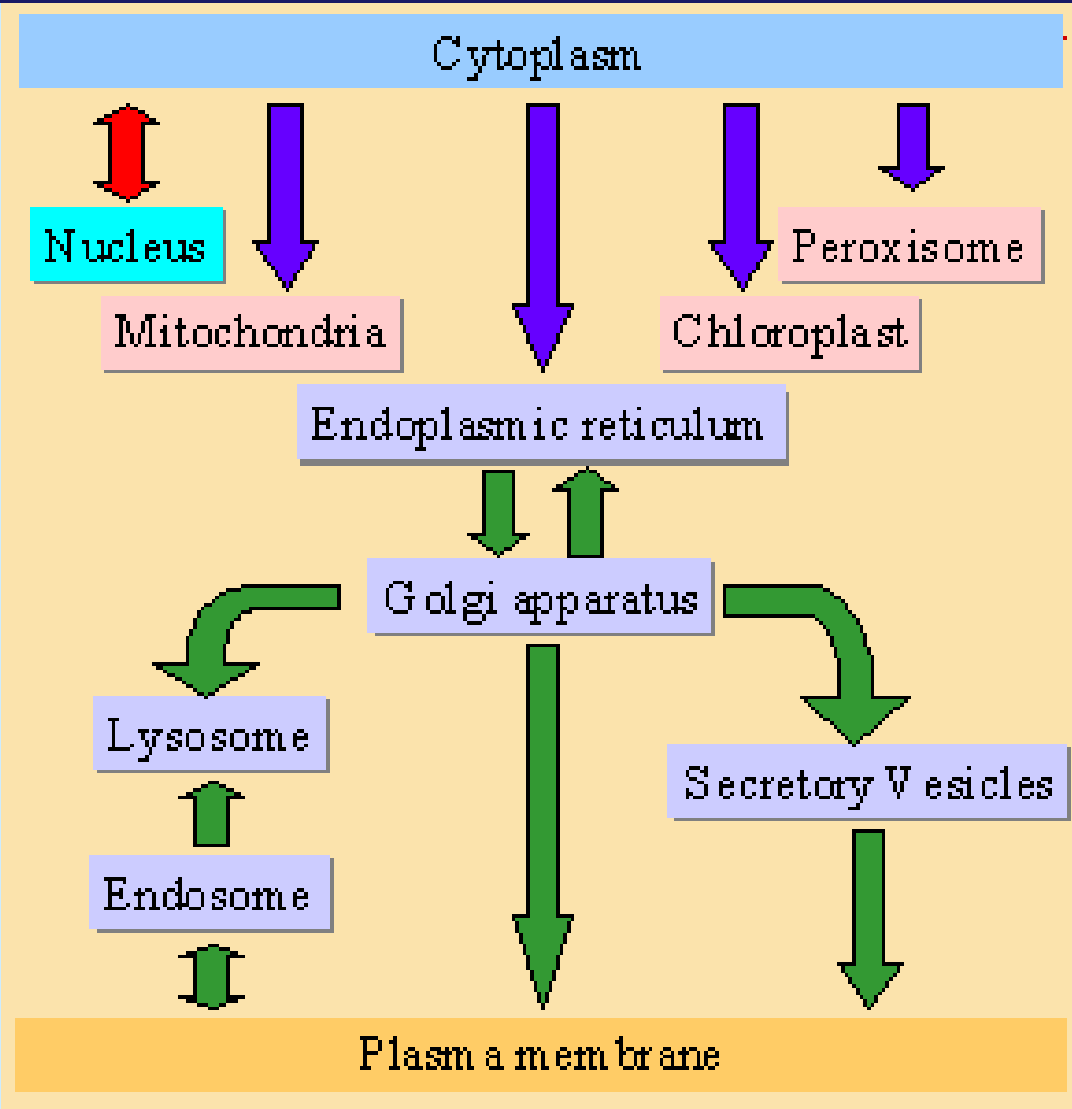 Cytoplasm
Nucleus
Peroxisome
Mitochondria
Chloroplast
Endoplasmic reticulum
Golgi apparatus
Lysosome
Secretory Vesicles
Endosome
Plasma membrane